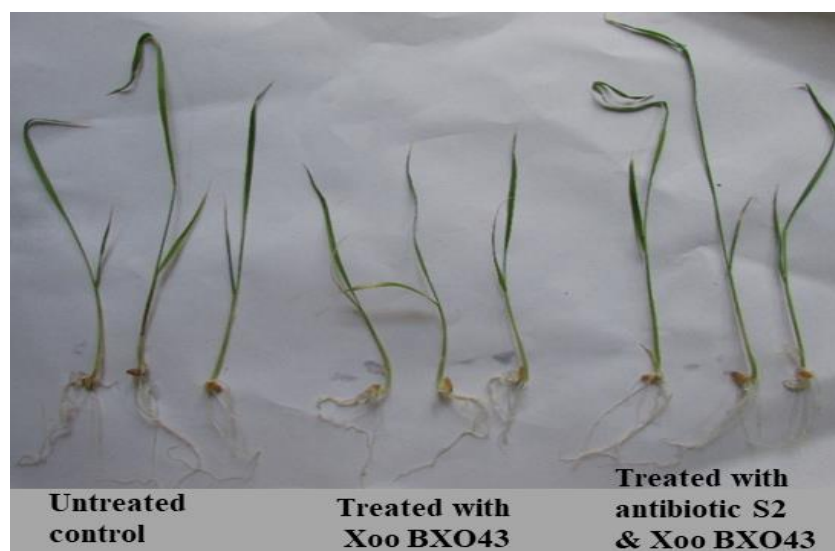 Untreated
control
Treated with
Xoo BXO43
Treated with
antibiotic S2
& Xoo BXO43